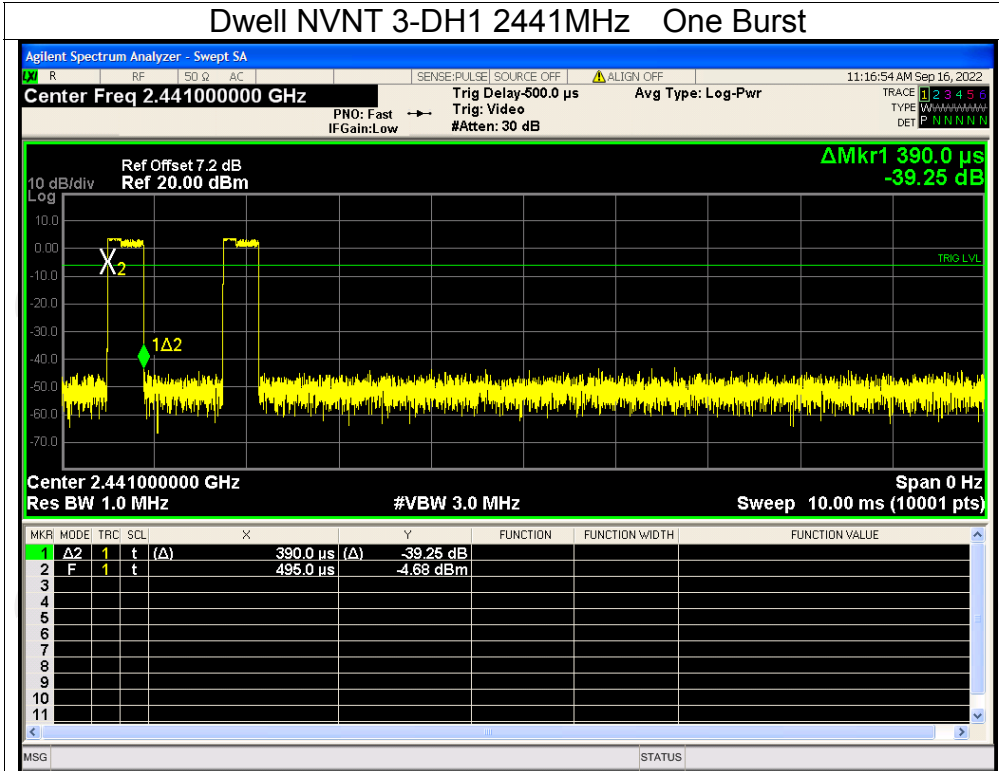 Dwell NVNT 3-DH1 2441MHz One Burst
Agilent Spectrum Analyzer - Swept SA
LXI R RF 50 Ω AC SENSE:PULSE SOURCE OFF ALIGN OFF 11:16:54 AM Sep 16, 2022
Center Freq 2.441000000 GHz Trig Delay-500.0 µs Avg Type: Log-Pwr TRACE 1 2 3 4 5 6
PNO: Fast Trig: Video TYPE WWWWWW
IFGain:Low #Atten: 30 dB DET P N N N N N
ΔMkr1 390.0 µs
-39.25 dB
Ref Offset 7.2 dB
10 dB/div Ref 20.00 dBm
Log
10.0
0.00
X2
TRIG LVL
-10.0
-20.0
-30.0
1Δ2
-40.0
-50.0
-60.0
-70.0
Center 2.441000000 GHz Span 0 Hz
Res BW 1.0 MHz #VBW 3.0 MHz Sweep 10.00 ms (10001 pts)
MKR MODE TRC SCL X Y FUNCTION FUNCTION WIDTH FUNCTION VALUE
1 Δ2 1 t (Δ) 390.0 µs (Δ) -39.25 dB
2 F 1 t 495.0 µs -4.68 dBm
3
4
5
6
7
8
9
10
11
MSG STATUS